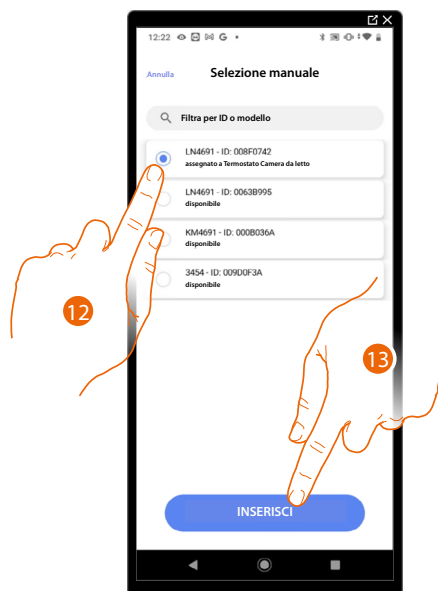 12:22 G
Annulla Selezione manuale
Filtra per ID o modello
LN4691 - ID: 008F0742
assegnato a Termostato Camera da letto
LN4691 - ID: 0063B995
disponibile
KM4691 - ID: 000B036A
disponibile
3454 - ID: 009D0F3A
disponibile
12
13
INSERISCI